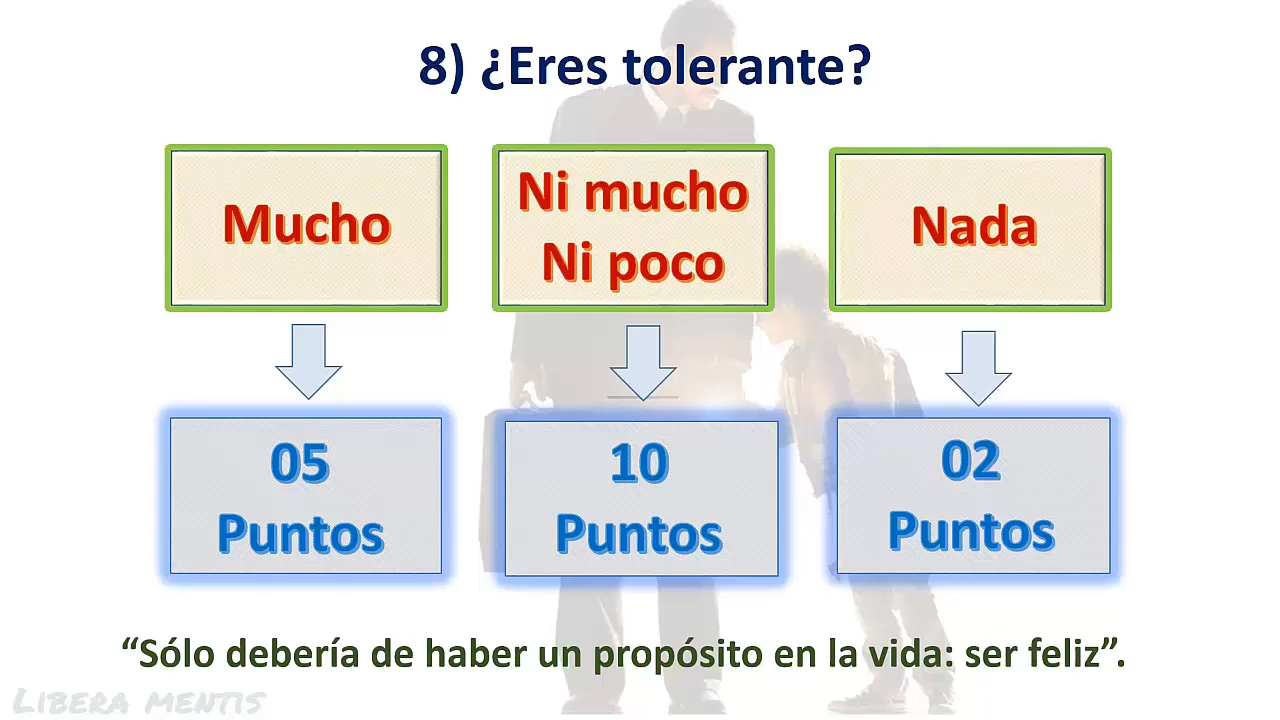 8) ¿Eres tolerante?
Mucho
Ni mucho
Ni poco
Nada
05
Puntos
10
Puntos
02
Puntos
“Sólo debería de haber un propósito en la vida: ser feliz”.
LIBERA MENTIS